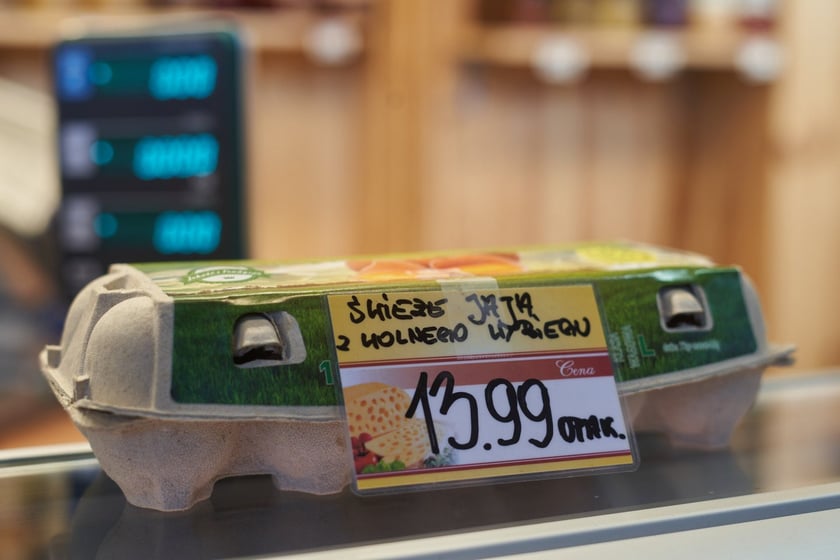 ŚWIEŻE JAJA
Z WOLNEGO WYBIEGU
Cena
13.99 OPAK.
L